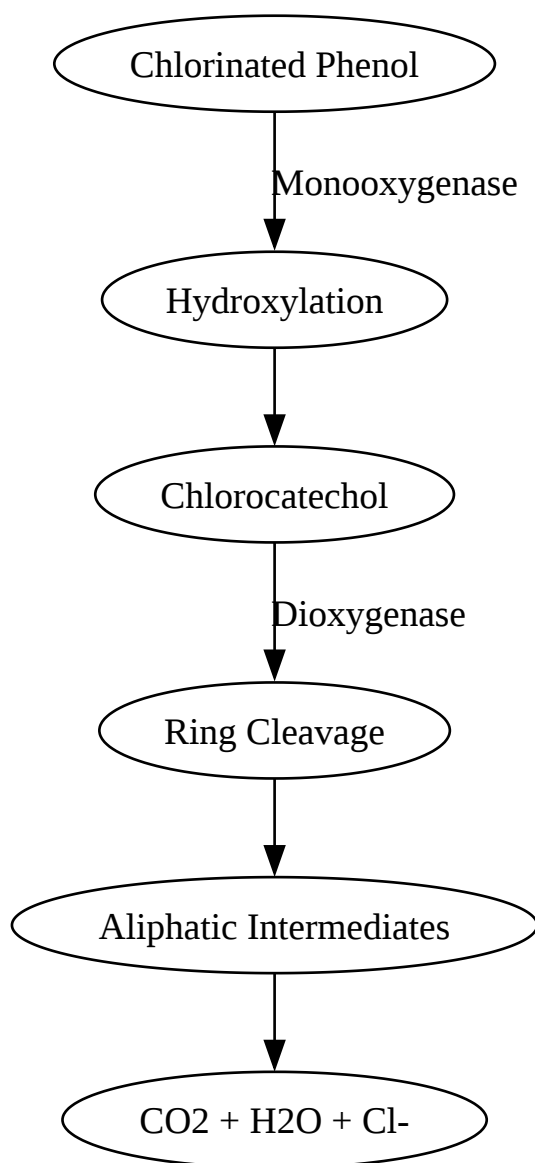 Chlorinated Phenol
Monooxygenase
Hydroxylation
Chlorocatechol
Dioxygenase
Ring Cleavage
Aliphatic Intermediates
CO2 + H2O + Cl-